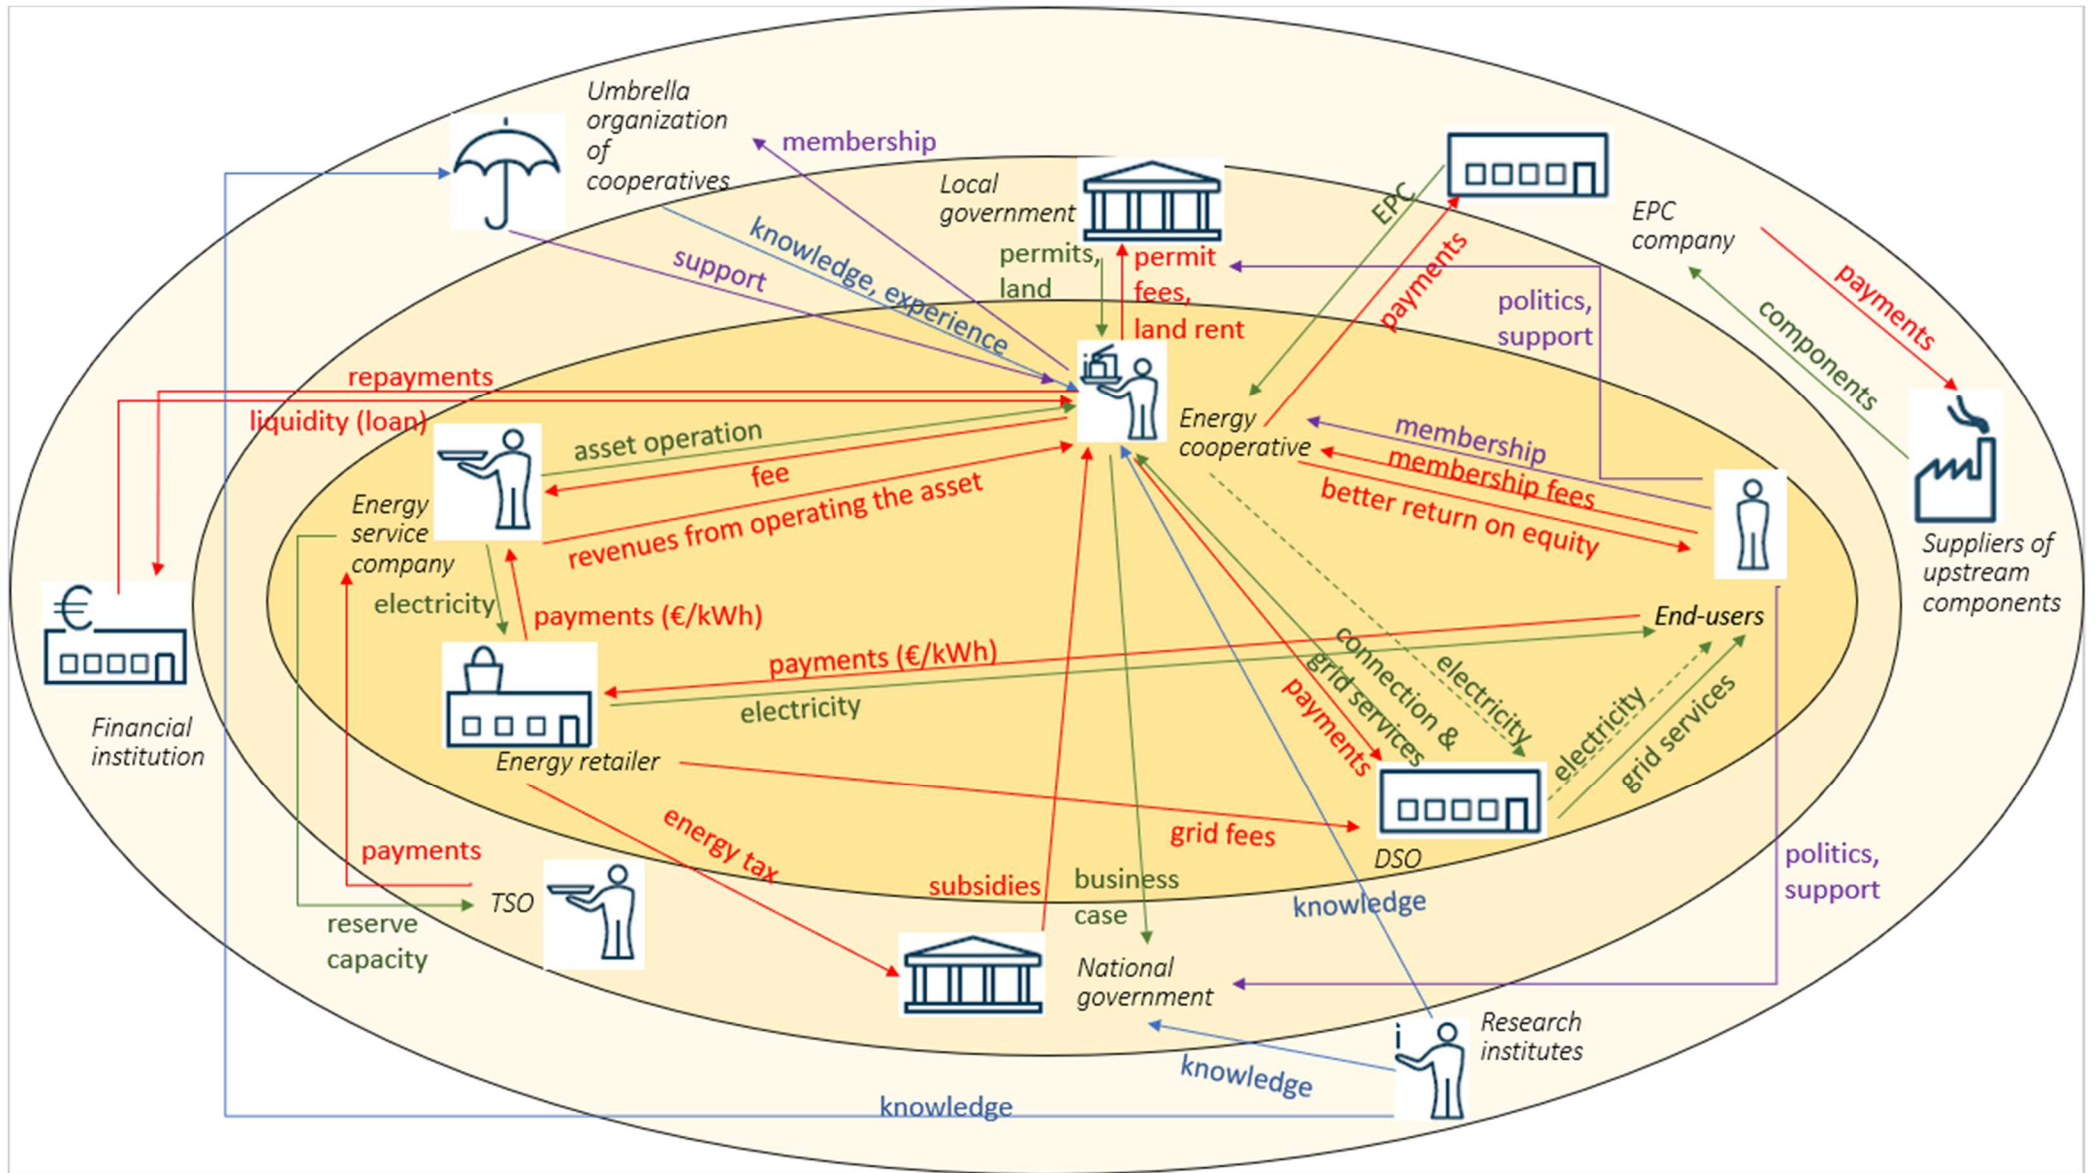 Umbrella
organization
of
cooperatives
membership
Local
government
EPC
EPC
company
payments
knowledge, experience
support
permits,
land
permit
fees,
land rent
politics,
support
payments
components
repayments
liquidity (loan)
asset operation
fee
revenues from operating the asset
Energy
cooperative
membership
membership fees
better return on equity
Energy
service
company
Suppliers of
upstream
components
electricity
payments (€/kWh)
End-users
payments (€/kWh)
electricity
connection &
grid services
electricity
payments
electricity
grid services
Financial
institution
Energy retailer
energy tax
grid fees
DSO
payments
TSO
reserve
capacity
subsidies
business
case
knowledge
politics,
support
National
government
Research
institutes
knowledge
knowledge